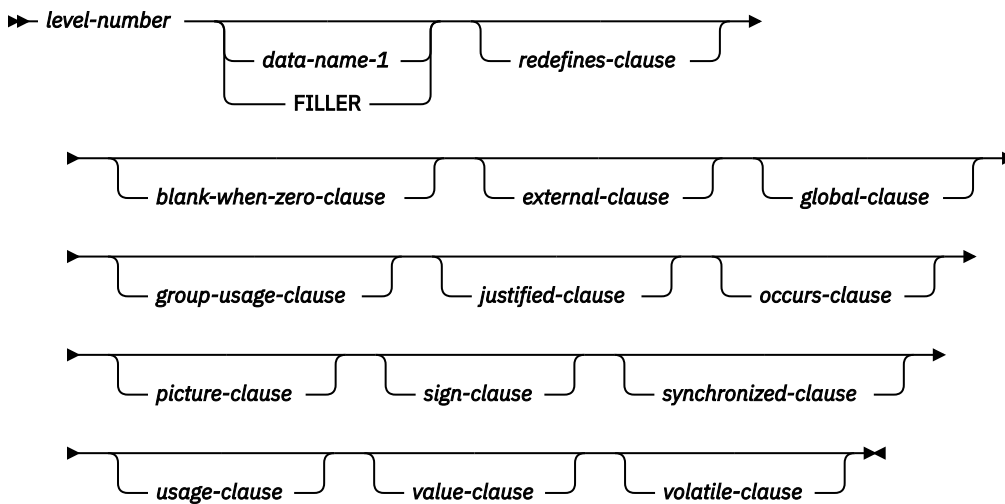 level-number data-name-1 redefines-clause
FILLER
blank-when-zero-clause external-clause global-clause
group-usage-clause justified-clause occurs-clause
picture-clause sign-clause synchronized-clause
usage-clause value-clause volatile-clause